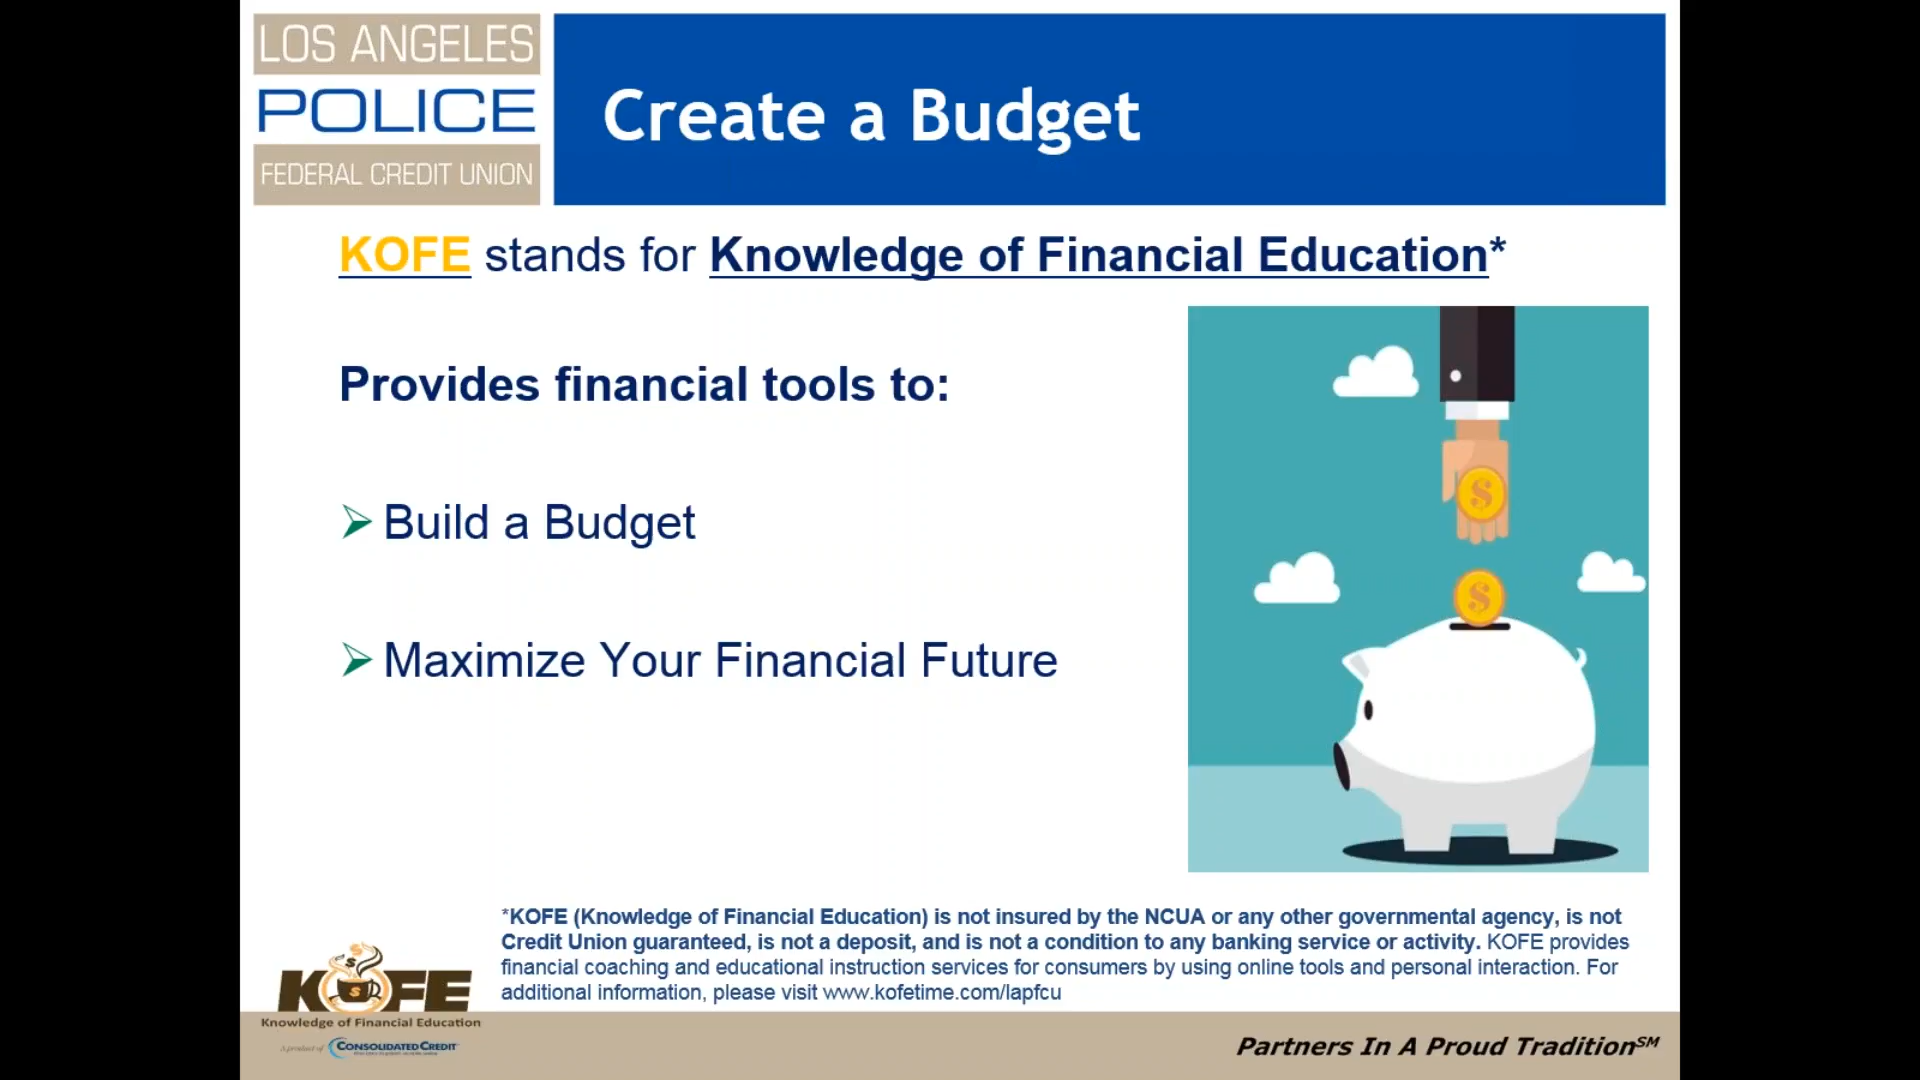 LOS ANGELES
POLICE
FEDERAL CREDIT UNION
Create a Budget
KOFE stands for Knowledge of Financial Education*
Provides financial tools to:
➢ Build a Budget
➢ Maximize Your Financial Future
$
$
*KOFE (Knowledge of Financial Education) is not insured by the NCUA or any other governmental agency, is not
Credit Union guaranteed, is not a deposit, and is not a condition to any banking service or activity. KOFE provides
financial coaching and educational instruction services for consumers by using online tools and personal interaction. For
additional information, please visit www.kofetime.com/lapfcu
KOFE
Knowledge of Financial Education
A product of CONSOLIDATED CREDIT
Partners In A Proud Tradition℠